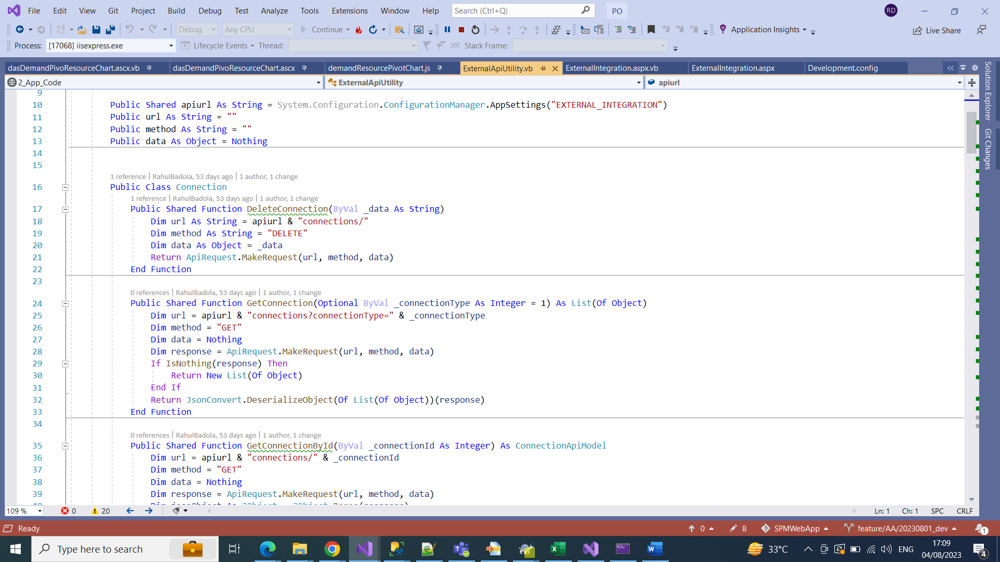 File Edit View Git Project Build Debug Test Analyze Tools Extensions Window Help Search (Ctrl+Q) PO RD
Debug Any CPU Continue Application Insights Live Share
Process: [17068] iisexpress.exe Lifecycle Events Thread: Stack Frame:
dasDemandPivoResourceChart.ascx.vb dasDemandPivoResourceChart.ascx demandResourcePivotChart.js ExternalApiUtility.vb ExternalIntegration.aspx.vb ExternalIntegration.aspx Development.config
2_App_Code ExternalApiUtility apiurl
Solution Explorer
Git Changes
9
10 Public Shared apiurl As String = System.Configuration.ConfigurationManager.AppSettings("EXTERNAL_INTEGRATION")
11 Public url As String = ""
12 Public method As String = ""
13 Public data As Object = Nothing
14
15
1 reference | RahulBadola, 53 days ago | 1 author, 1 change
16 Public Class Connection
1 reference | RahulBadola, 53 days ago | 1 author, 1 change
17 Public Shared Function DeleteConnection(ByVal _data As String)
18 Dim url As String = apiurl & "connections/"
19 Dim method As String = "DELETE"
20 Dim data As Object = _data
21 Return ApiRequest.MakeRequest(url, method, data)
22 End Function
23
0 references | RahulBadola, 53 days ago | 1 author, 1 change
24 Public Shared Function GetConnection(Optional ByVal _connectionType As Integer = 1) As List(Of Object)
25 Dim url = apiurl & "connections?connectionType=" & _connectionType
26 Dim method = "GET"
27 Dim data = Nothing
28 Dim response = ApiRequest.MakeRequest(url, method, data)
29 If IsNothing(response) Then
30 Return New List(Of Object)
31 End If
32 Return JsonConvert.DeserializeObject(Of List(Of Object))(response)
33 End Function
34
0 references | RahulBadola, 53 days ago | 1 author, 1 change
35 Public Shared Function GetConnectionById(ByVal _connectionId As Integer) As ConnectionApiModel
36 Dim url = apiurl & "connections/" & _connectionId
37 Dim method = "GET"
38 Dim data = Nothing
39 Dim response = ApiRequest.MakeRequest(url, method, data)
109 % 0 20 Ln: 1 Ch: 1 SPC CRLF
Ready 0 8 SPMWebApp feature/AA/20230801_dev 1
Type here to search 33°C ENG 17:09
04/08/2023 4